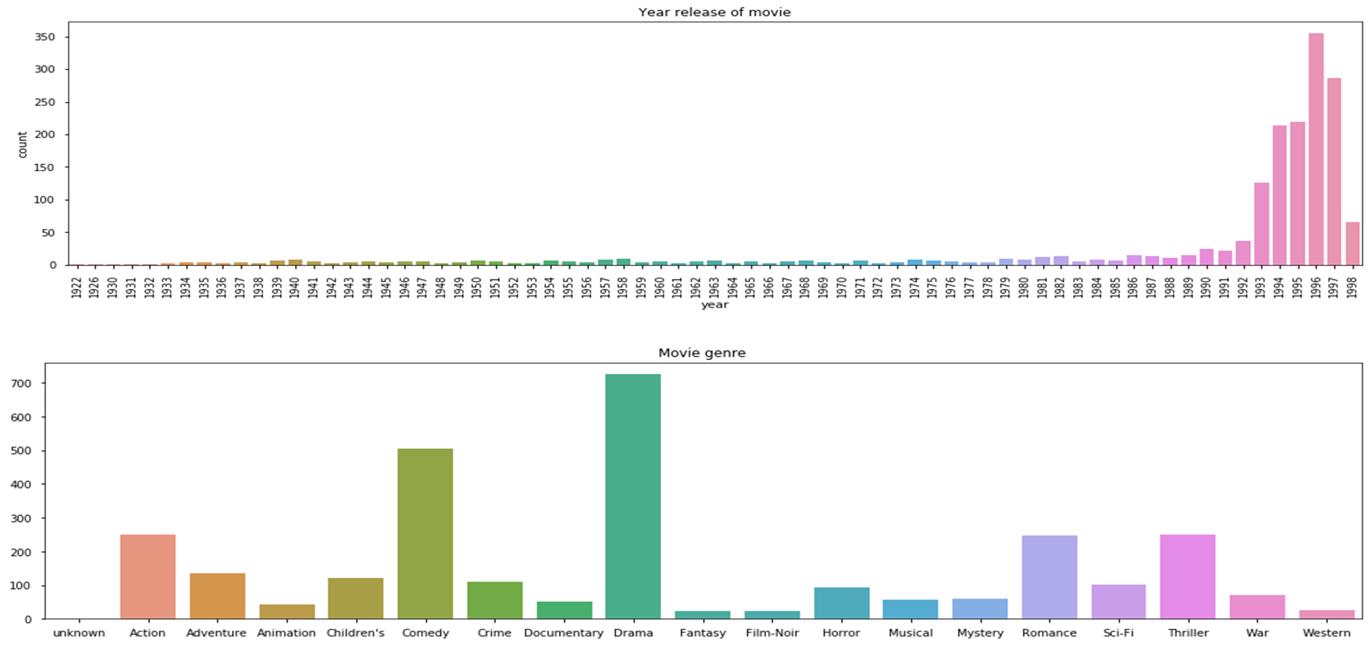 Year release of movie
350
300
250
200
150
100
50
0
count
1922 1926 1930 1931 1932 1933 1934 1935 1936 1937 1938 1939 1940 1941 1942 1943 1944 1945 1946 1947 1948 1949 1950 1951 1952 1953 1954 1955 1956 1957 1958 1959 1960 1961 1962 1963 1964 1965 1966 1967 1968 1969 1970 1971 1972 1973 1974 1975 1976 1977 1978 1979 1980 1981 1982 1983 1984 1985 1986 1987 1988 1989 1990 1991 1992 1993 1994 1995 1996 1997 1998
year
Movie genre
700
600
500
400
300
200
100
0
unknown Action Adventure Animation Children's Comedy Crime Documentary Drama Fantasy Film-Noir Horror Musical Mystery Romance Sci-Fi Thriller War Western